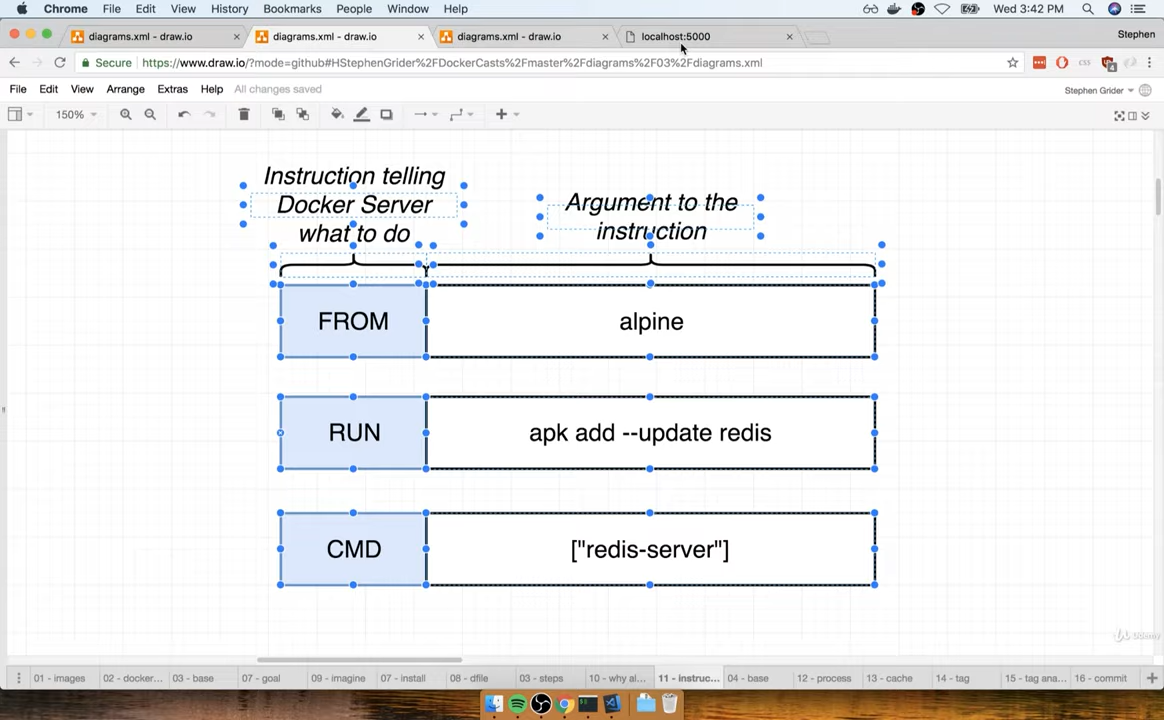 Chrome File Edit View History Bookmarks People Window Help Wed 3:42 PM
diagrams.xml - draw.io diagrams.xml - draw.io diagrams.xml - draw.io localhost:5000 Stephen
Secure https://www.draw.io/?mode=github#HStephenGrider%2FDockerCasts%2Fmaster%2Fdiagrams%2F03%2Fdiagrams.xml
File Edit View Arrange Extras Help All changes saved Stephen Grider
150%
Instruction telling
Docker Server
what to do
Argument to the
instruction
FROM alpine
RUN apk add --update redis
CMD ["redis-server"]
Udemy
01 - images 02 - docker... 03 - base 07 - goal 09 - imagine 07 - install 08 - dfile 03 - steps 10 - why al... 11 - instruc... 04 - base 12 - process 13 - cache 14 - tag 15 - tag ana... 16 - commit